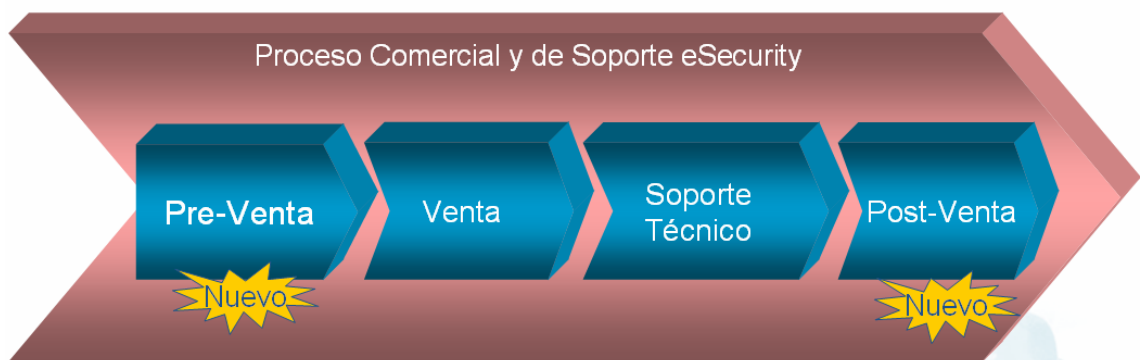 Proceso Comercial y de Soporte eSecurity
Pre-Venta
Venta
Soporte
Técnico
Post-Venta
Nuevo
Nuevo